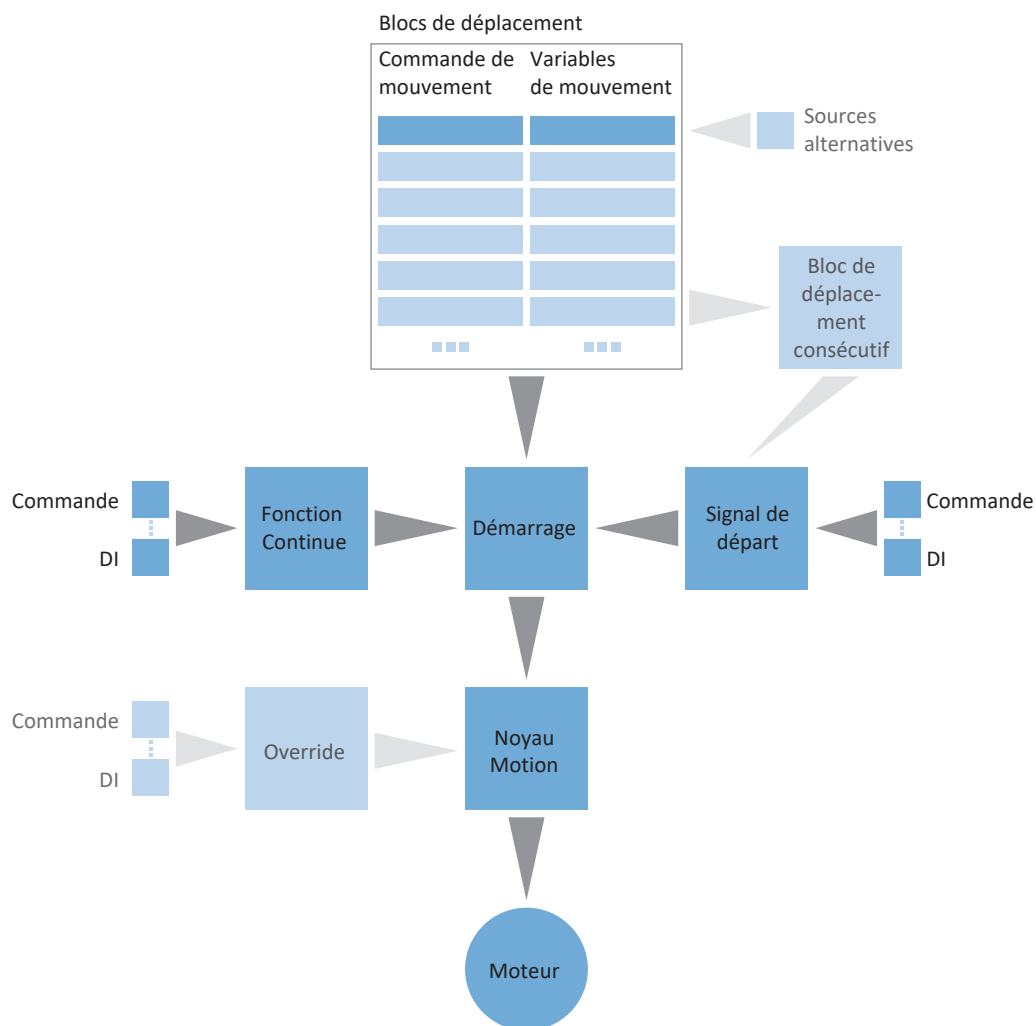 Blocs de déplacement
Commande de
mouvement
Variables
de mouvement
Sources
alternatives
Bloc de
déplace-
ment
consécutif
Commande
DI
Fonction
Continue
Démarrage
Signal de
départ
Commande
DI
Commande
DI
Override
Noyau
Motion
Moteur